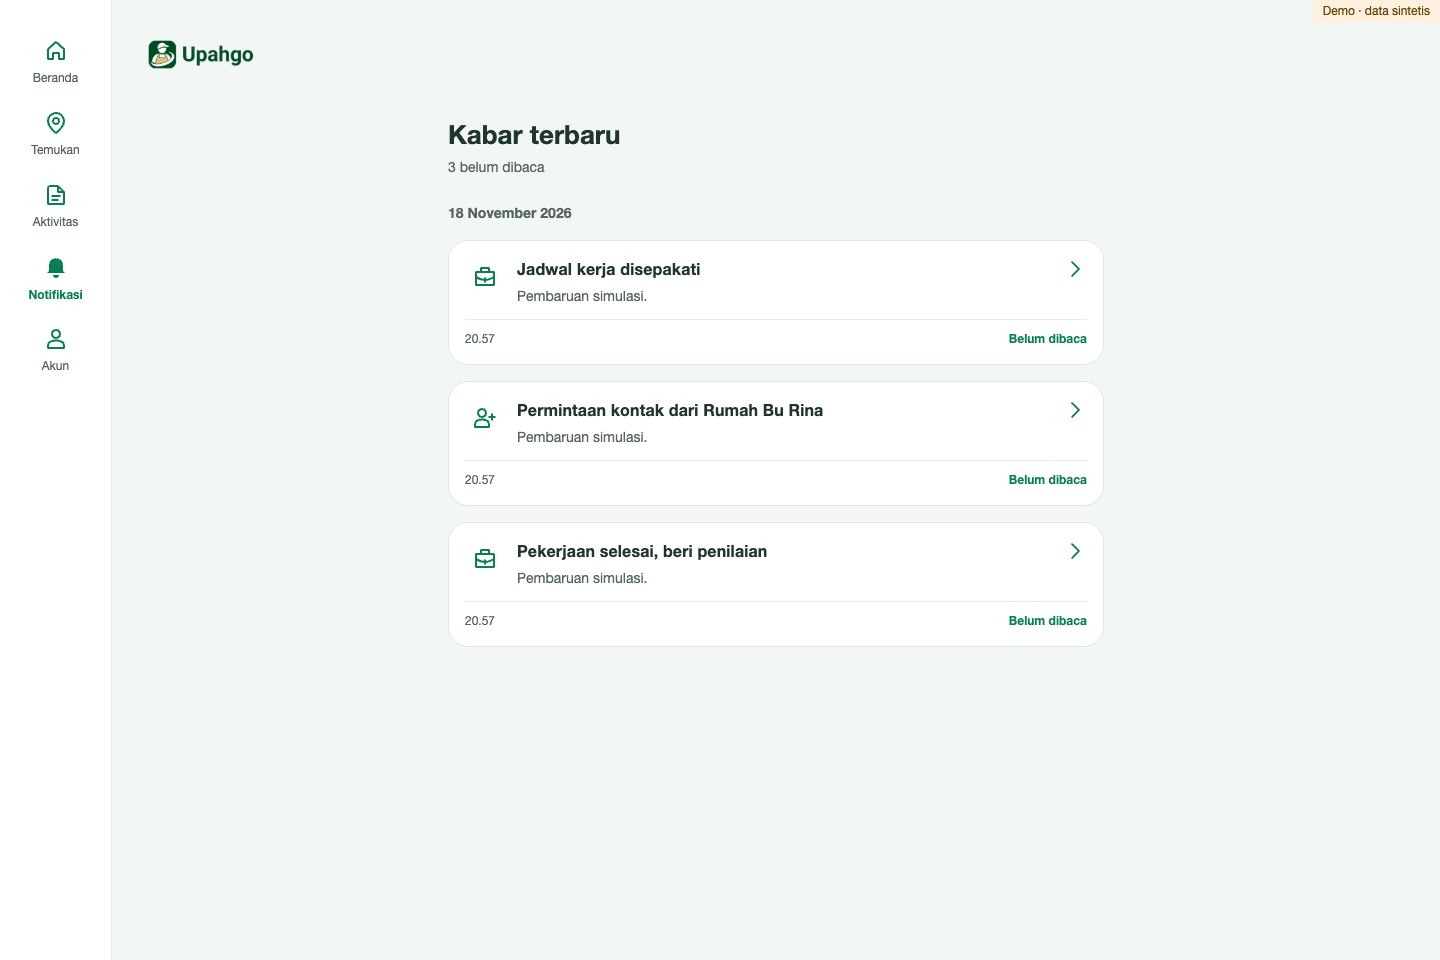 Demo · data sintetis
Upahgo
Beranda
Temukan
Aktivitas
Notifikasi
Akun
Kabar terbaru
3 belum dibaca
18 November 2026
Jadwal kerja disepakati
Pembaruan simulasi.
20.57
Belum dibaca
Permintaan kontak dari Rumah Bu Rina
Pembaruan simulasi.
20.57
Belum dibaca
Pekerjaan selesai, beri penilaian
Pembaruan simulasi.
20.57
Belum dibaca